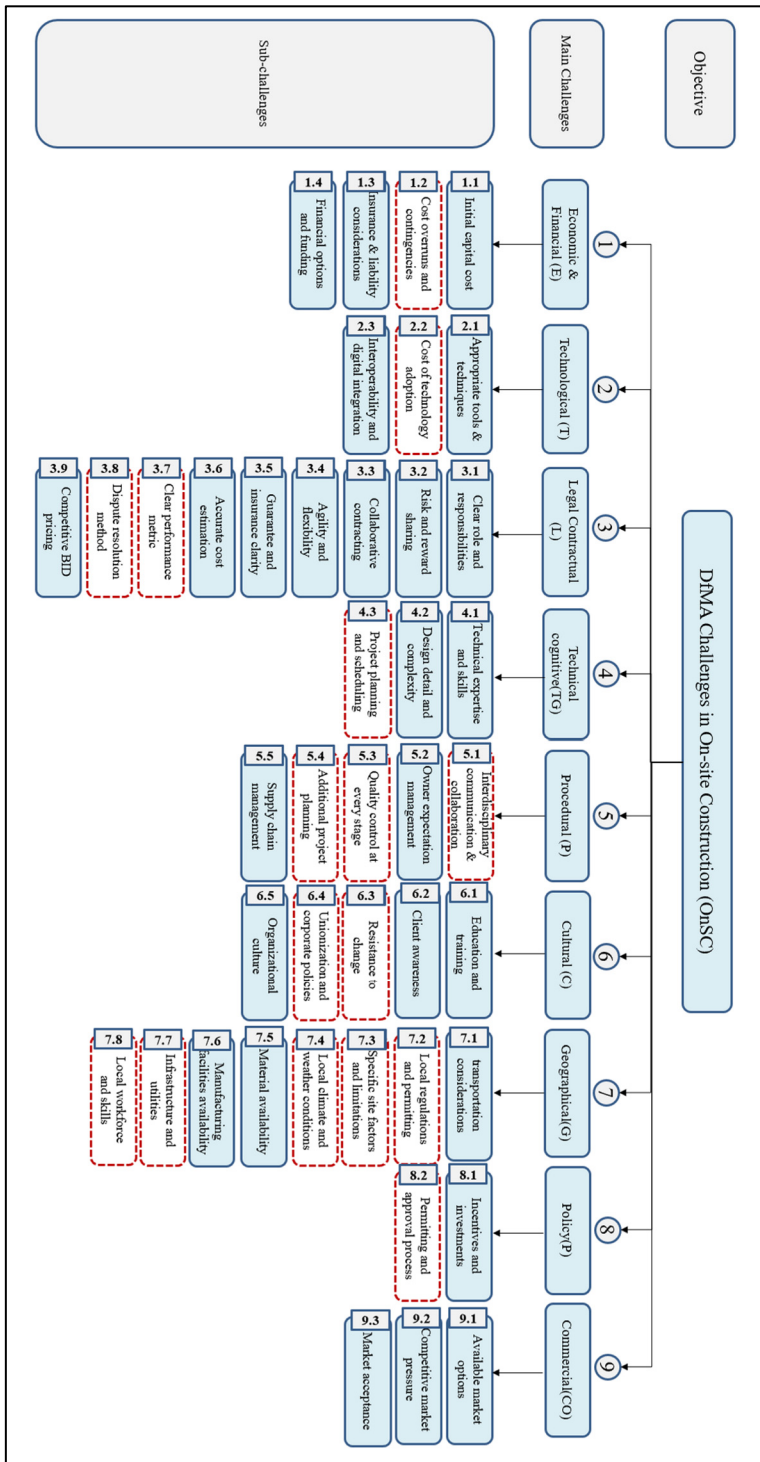 Objective
DfMA Challenges in On-site Construction (OnSC)
Main Challenges
1
Economic &
Financial (E)
2
Technological (T)
3
Legal Contractual
(L)
4
Technical
cognitive(TG)
5
Procedural (P)
6
Cultural (C)
7
Geographical(G)
8
Policy(P)
9
Commercial(CO)
Sub-challenges
1.1
Initial capital cost
1.2
Cost overruns and
contingencies
1.3
Insurance & liability
considerations
1.4
Financial options
and funding
2.1
Appropriate tools &
techniques
2.2
Cost of technology
adoption
2.3
Interoperability and
digital integration
3.1
Clear role and
responsibilities
3.2
Risk and reward
sharing
3.3
Collaborative
contracting
3.4
Agility and
flexibility
3.5
Guarantee and
insurance clarity
3.6
Accurate cost
estimation
3.7
Clear performance
metric
3.8
Dispute resolution
method
3.9
Competitive BID
pricing
4.1
Technical expertise
and skills
4.2
Design detail and
complexity
4.3
Project planning
and scheduling
5.1
Interdisciplinary
communication &
collaboration
5.2
Owner expectation
management
5.3
Quality control at
every stage
5.4
Additional project
planning
5.5
Supply chain
management
6.1
Education and
training
6.2
Client awareness
6.3
Resistance to
change
6.4
Unionization and
corporate policies
6.5
Organizational
culture
7.1
transportation
considerations
7.2
Local regulations
and permitting
7.3
Specific site factors
and limitations
7.4
Local climate and
weather conditions
7.5
Material availability
7.6
Manufacturing
facilities availability
7.7
Infrastructure and
utilities
7.8
Local workforce
and skills
8.1
Incentives and
investments
8.2
Permitting and
approval process
9.1
Available market
options
9.2
Competitive market
pressure
9.3
Market acceptance